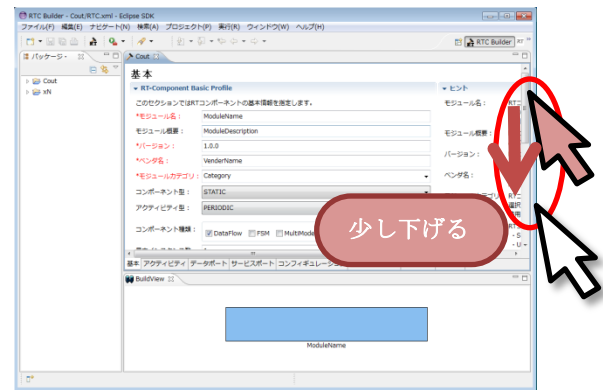 RTC Builder - Cout/RTC.xml - Eclipse SDK
ファイル(F) 編集(E) ナビゲート(N) 検索(A) プロジェクト(P) 実行(R) ウィンドウ(W) ヘルプ(H)
RTC Builder
パッケージ・
Cout
Cout
xN
基本
RT-Component Basic Profile
ヒント
このセクションではRTコンポーネントの基本情報を指定します。
*モジュール名：
ModuleName
モジュール名：
RTコ
モジュール概要：
ModuleDescription
モジュール概要：
*バージョン：
1.0.0
バージョン：
*ベンダ名：
VenderName
ベンダ名：
*モジュールカテゴリ：
Category
コンポーネント型：
STATIC
アクティビティ型：
PERIODIC
コンポーネント種類：
DataFlow
FSM
MultiMode
少し下げる
基本 アクティビティ データポート サービスポート コンフィギュレーション
BuildView
ModuleName